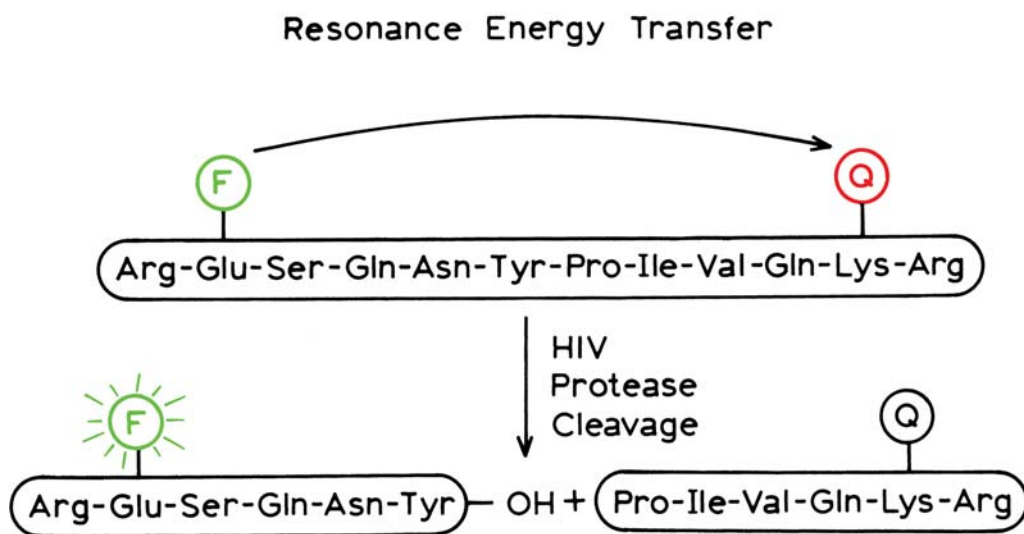 Resonance Energy Transfer
F
Q
Arg-Glu-Ser-Gln-Asn-Tyr-Pro-Ile-Val-Gln-Lys-Arg
HIV
Protease
Cleavage
F
Q
Arg-Glu-Ser-Gln-Asn-Tyr — OH + Pro-Ile-Val-Gln-Lys-Arg